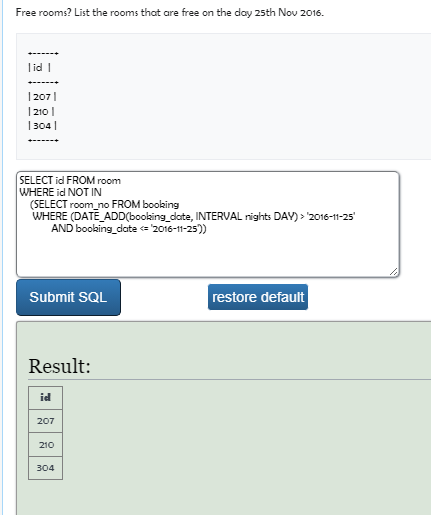 Free rooms? List the rooms that are free on the day 25th Nov 2016.
+------+
| id |
+------+
| 207 |
| 210 |
| 304 |
+------+
SELECT id FROM room
WHERE id NOT IN
(SELECT room_no FROM booking
WHERE (DATE_ADD(booking_date, INTERVAL nights DAY) > '2016-11-25'
AND booking_date <= '2016-11-25'))
Submit SQL restore default
Result:
id
207
210
304